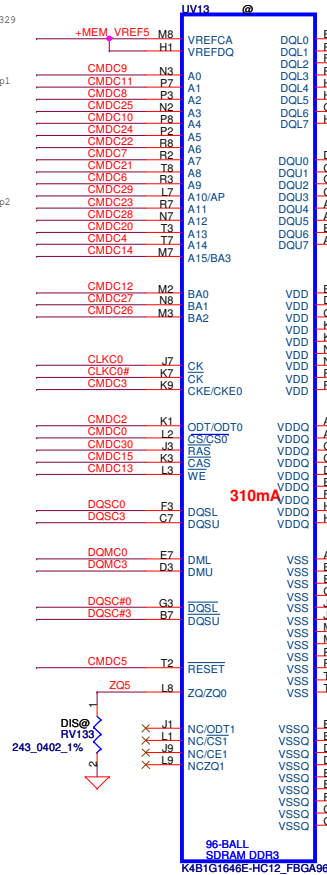 329
UV13 @
+MEM_VREF5 M8 VREFCA
H1 VREFDQ
DQL0
DQL1
DQL2
DQL3
DQL4
DQL5
DQL6
DQL7
CMDC9 N3 A0
p1
CMDC11 P7 A1
CMDC8 P3 A2
CMDC25 N2 A3
CMDC10 P8 A4
CMDC24 P2 A5
CMDC22 R8 A6
CMDC7 R2 A7
CMDC21 T8 A8
CMDC6 R3 A9
CMDC29 L7 A10/AP
p2
CMDC23 R7 A11
CMDC28 N7 A12
CMDC20 T3 A13
CMDC4 T7 A14
CMDC14 M7 A15/BA3
DQU0
DQU1
DQU2
DQU3
DQU4
DQU5
DQU6
DQU7
CMDC12 M2 BA0
CMDC27 N8 BA1
CMDC26 M3 BA2
VDD
VDD
VDD
VDD
VDD
VDD
VDD
VDD
VDD
CLKC0 J7 CK
CLKC0# K7 CK
CMDC3 K9 CKE/CKE0
CMDC2 K1 ODT/ODT0
CMDC0 L2 CS/CS0
CMDC30 J3 RAS
CMDC15 K3 CAS
CMDC13 L3 WE
VDDQ
VDDQ
VDDQ
VDDQ
VDDQ
VDDQ
VDDQ
VDDQ
VDDQ
310mA
DQSC0 F3 DQSL
DQSC3 C7 DQSU
DQMC0 E7 DML
DQMC3 D3 DMU
DQSC#0 G3 DQSL
DQSC#3 B7 DQSU
VSS
VSS
VSS
VSS
VSS
VSS
VSS
VSS
VSS
VSS
VSS
VSS
CMDC5 T2 RESET
ZQ5 L8 ZQ/ZQ0
1
DIS@
RV133
243_0402_1%
2
J1 NC/ODT1
L1 NC/CS1
J9 NC/CE1
L9 NCZQ1
VSSQ
VSSQ
VSSQ
VSSQ
VSSQ
VSSQ
VSSQ
VSSQ
VSSQ
96-BALL
SDRAM DDR3
K4B1G1646E-HC12_FBGA96